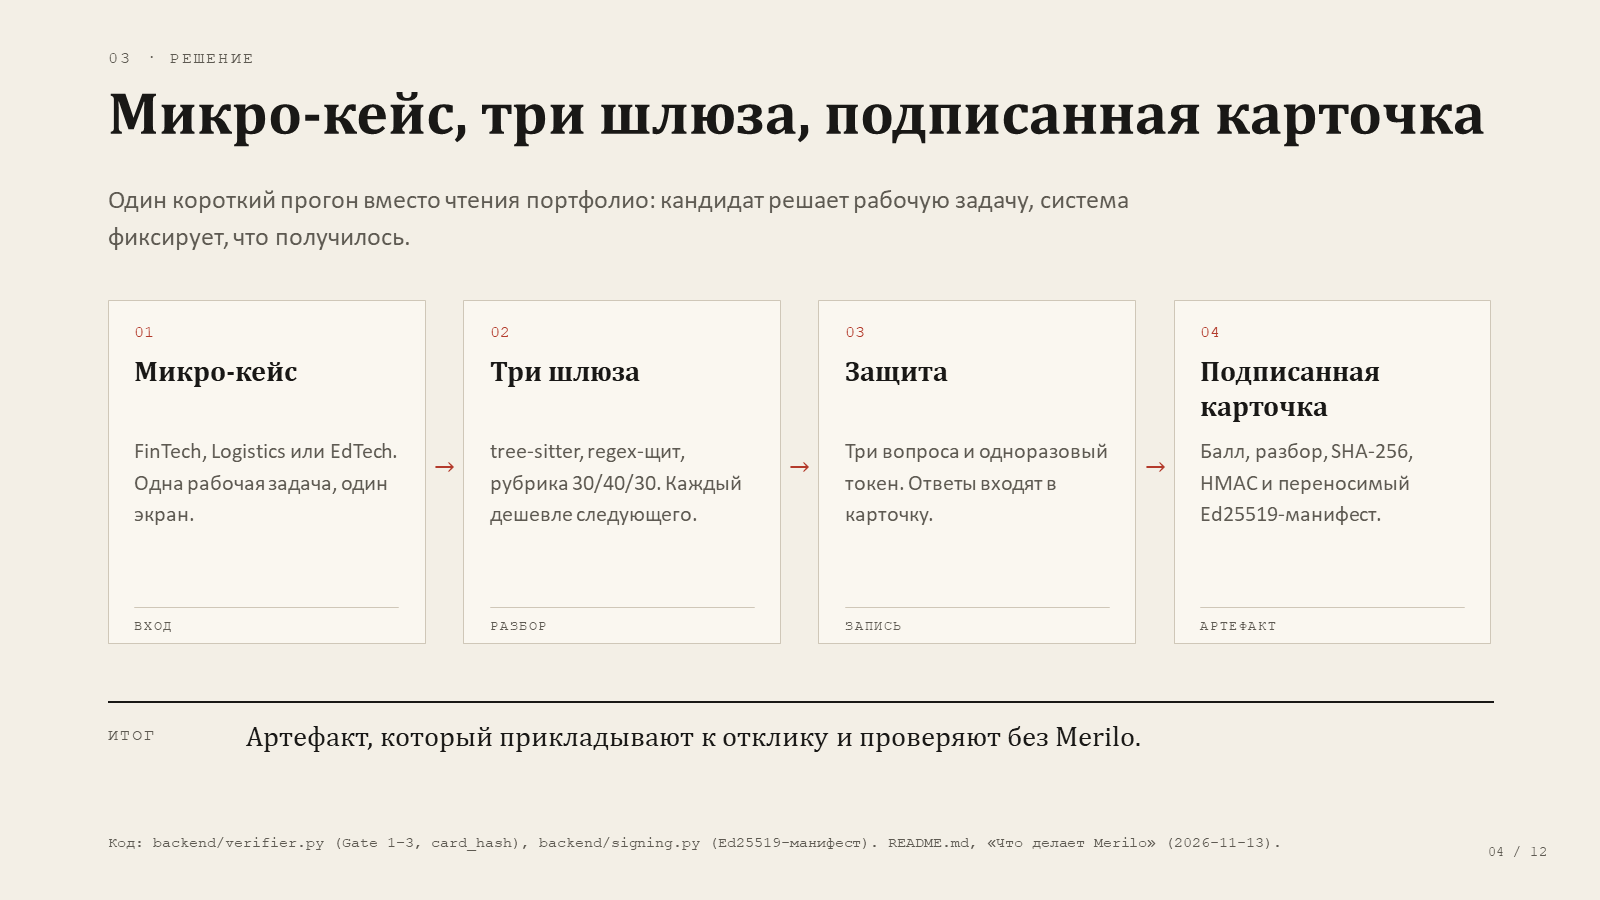 03 · РЕШЕНИЕ
Микро-кейс, три шлюза, подписанная карточка
Один короткий прогон вместо чтения портфолио: кандидат решает рабочую задачу, система
фиксирует, что получилось.
01
Микро-кейс
FinTech, Logistics или EdTech.
Одна рабочая задача, один
экран.
ВХОД
→
02
Три шлюза
tree-sitter, regex-щит,
рубрика 30/40/30. Каждый
дешевле следующего.
РАЗБОР
→
03
Защита
Три вопроса и одноразовый
токен. Ответы входят в
карточку.
ЗАПИСЬ
→
04
Подписанная
карточка
Балл, разбор, SHA-256,
HMAC и переносимый
Ed25519-манифест.
АРТЕФАКТ
ИТОГ
Артефакт, который прикладывают к отклику и проверяют без Merilo.
Код: backend/verifier.py (Gate 1–3, card_hash), backend/signing.py (Ed25519-манифест). README.md, «Что делает Merilo» (2026-11-13).
04 / 12